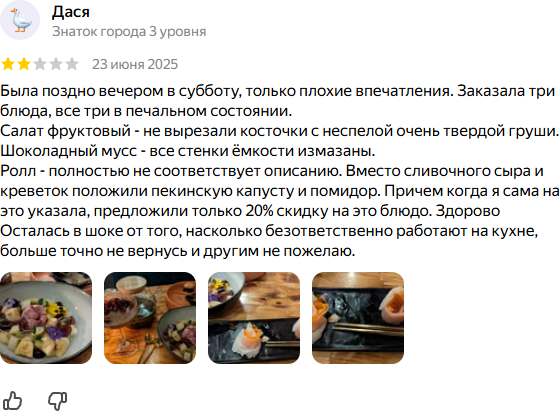 Дася
Знаток города 3 уровня
23 июня 2025
Была поздно вечером в субботу, только плохие впечатления. Заказала три
блюда, все три в печальном состоянии.
Салат фруктовый - не вырезали косточки с неспелой очень твердой груши.
Шоколадный мусс - все стенки ёмкости измазаны.
Ролл - полностью не соответствует описанию. Вместо сливочного сыра и
креветок положили пекинскую капусту и помидор. Причем когда я сама на
это указала, предложили только 20% скидку на это блюдо. Здорово
Осталась в шоке от того, насколько безответственно работают на кухне,
больше точно не вернусь и другим не пожелаю.